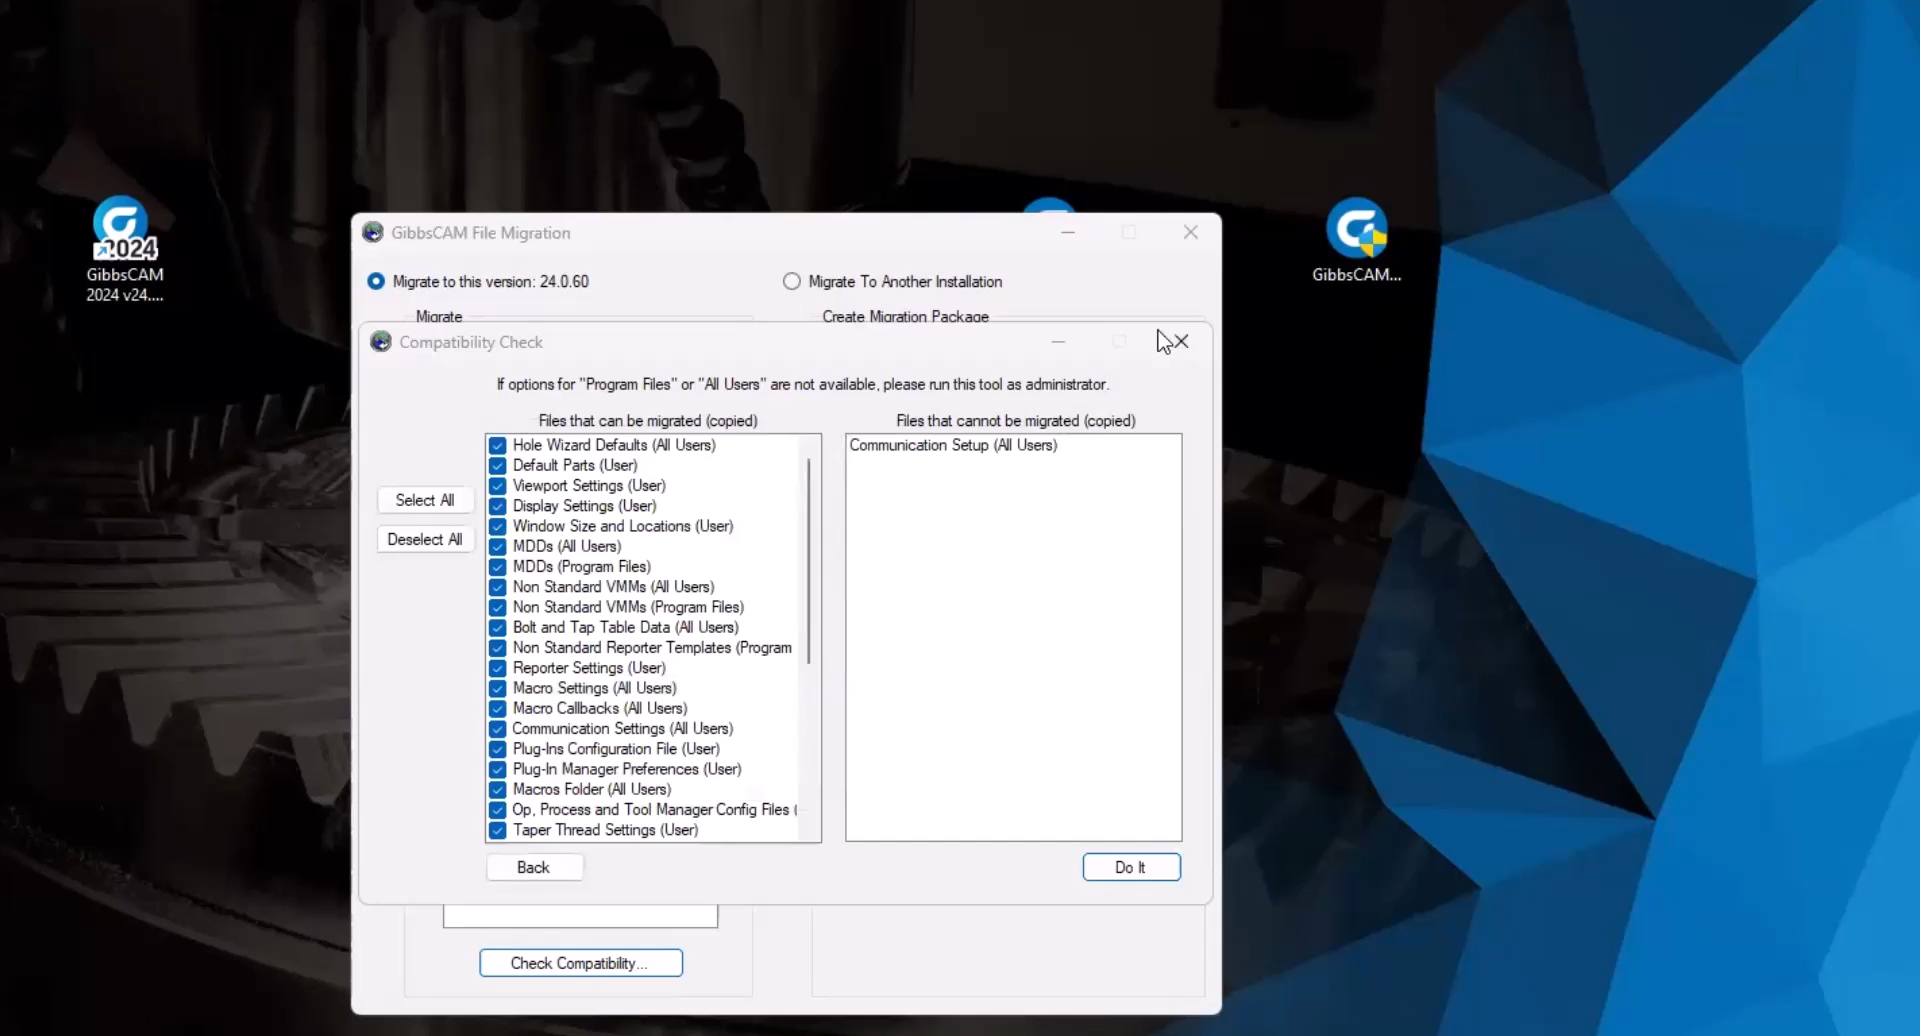 2024
GibbsCAM
2024 v24....
GibbsCAM...
GibbsCAM File Migration
Migrate to this version: 24.0.60
Migrate To Another Installation
Migrate
Create Migration Package
Compatibility Check
If options for "Program Files" or "All Users" are not available, please run this tool as administrator.
Files that can be migrated (copied)
Files that cannot be migrated (copied)
Select All
Deselect All
Hole Wizard Defaults (All Users)
Default Parts (User)
Viewport Settings (User)
Display Settings (User)
Window Size and Locations (User)
MDDs (All Users)
MDDs (Program Files)
Non Standard VMMs (All Users)
Non Standard VMMs (Program Files)
Bolt and Tap Table Data (All Users)
Non Standard Reporter Templates (Program
Reporter Settings (User)
Macro Settings (All Users)
Macro Callbacks (All Users)
Communication Settings (All Users)
Plug-Ins Configuration File (User)
Plug-In Manager Preferences (User)
Macros Folder (All Users)
Op, Process and Tool Manager Config Files (
Taper Thread Settings (User)
Communication Setup (All Users)
Back
Do It
Check Compatibility...